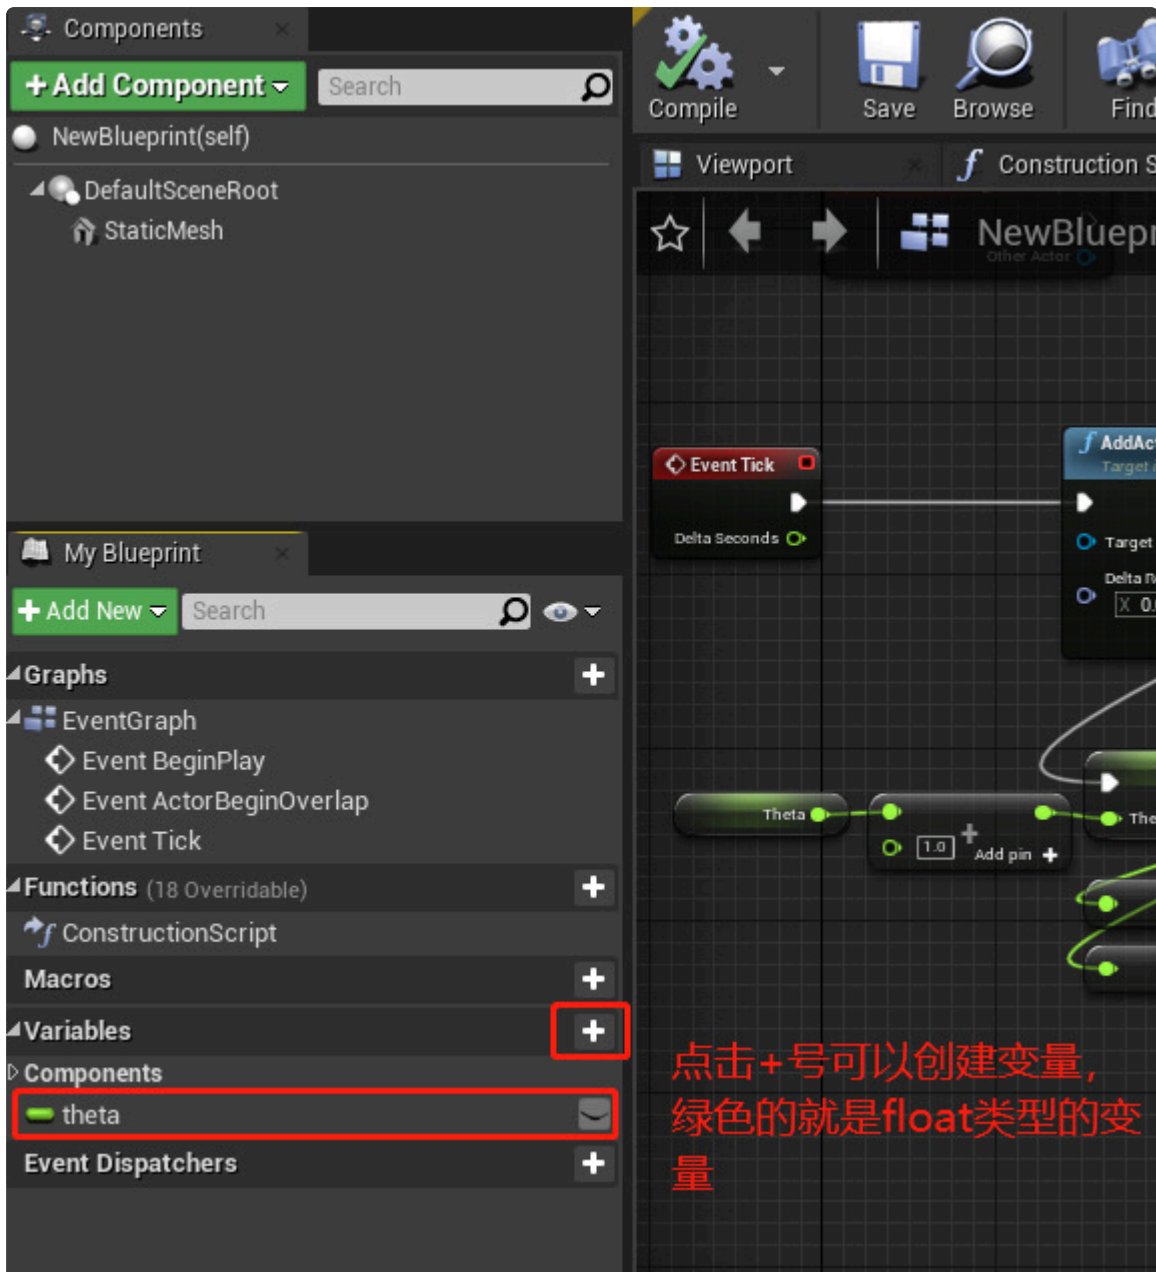 Components
+ Add Component
Search
NewBlueprint(self)
DefaultSceneRoot
StaticMesh
My Blueprint
+ Add New
Search
Graphs
EventGraph
Event BeginPlay
Event ActorBeginOverlap
Event Tick
Functions (18 Overridable)
ConstructionScript
Macros
Variables
Components
theta
Event Dispatchers
Compile
Save
Browse
Find
Viewport
Construction S
NewBluepr
Other Actor
Event Tick
Delta Seconds
AddAc
Target
Target
Delta R
X 0.
Theta
1.0
Add pin +
The
点击+号可以创建变量，
绿色的就是float类型的变
量